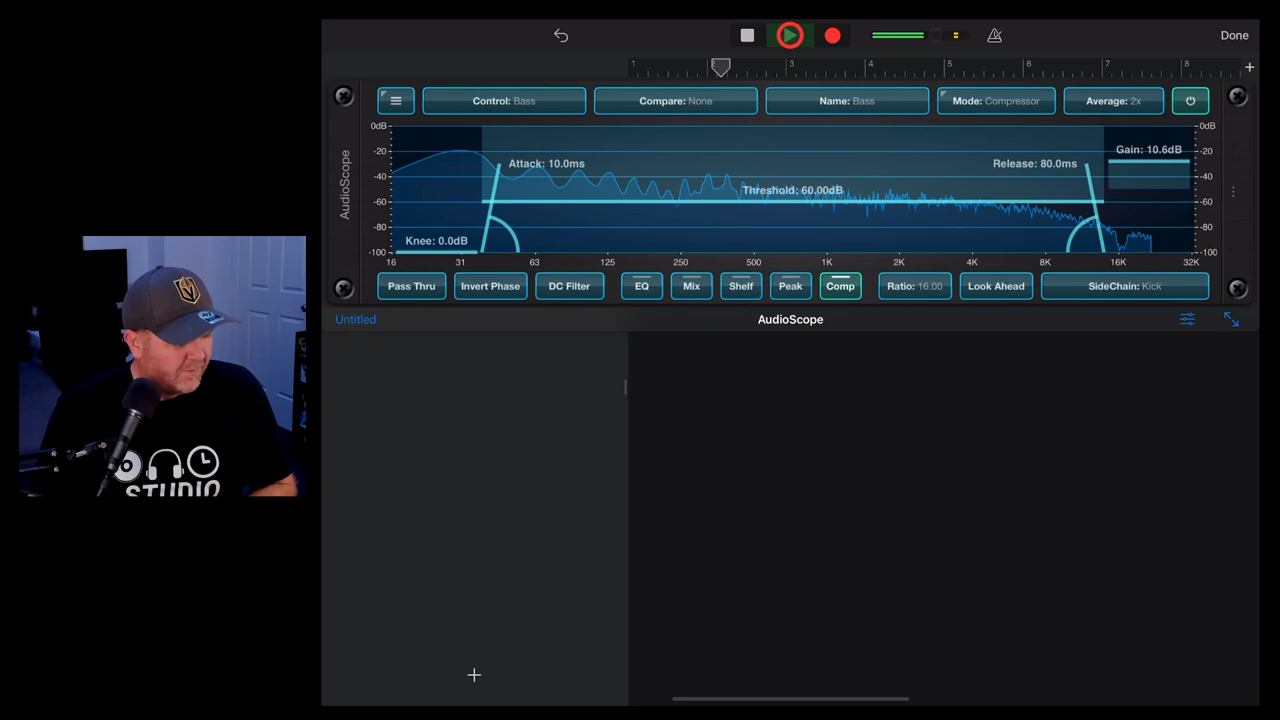 Done
1 2 3 4 5 6 7 8 +
Control: Bass Compare: None Name: Bass Mode: Compressor Average: 2x
AudioScope
0dB 0dB
-20 -20
-40 -40
-60 -60
-80 -80
-100 -100
Attack: 10.0ms
Release: 80.0ms
Gain: 10.6dB
Threshold: 60.00dB
Knee: 0.0dB
16 31 63 125 250 500 1K 2K 4K 8K 16K 32K
Pass Thru Invert Phase DC Filter EQ Mix Shelf Peak Comp Ratio: 16.00 Look Ahead SideChain: Kick
Untitled AudioScope
STUDIO
+